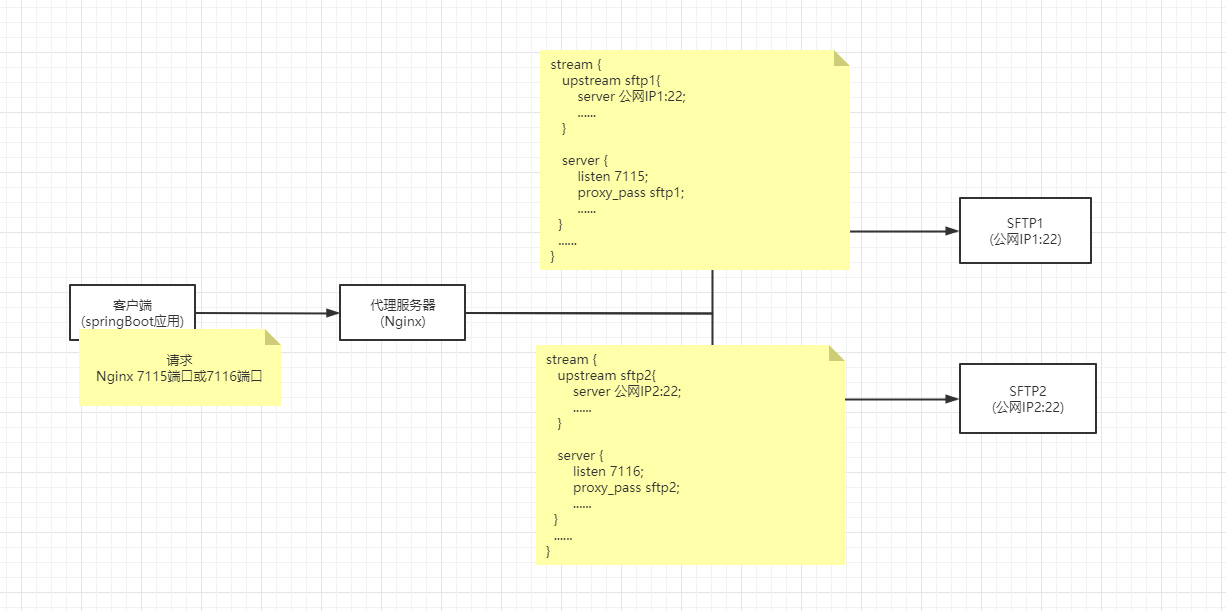 stream {
upstream sftp1{
server 公网IP1:22;
......
}
server {
listen 7115;
proxy_pass sftp1;
......
}
......
}
SFTP1
(公网IP1:22)
客户端
(springBoot应用)
代理服务器
(Nginx)
请求
Nginx 7115端口或7116端口
stream {
upstream sftp2{
server 公网IP2:22;
......
}
server {
listen 7116;
proxy_pass sftp2;
......
}
......
}
SFTP2
(公网IP2:22)